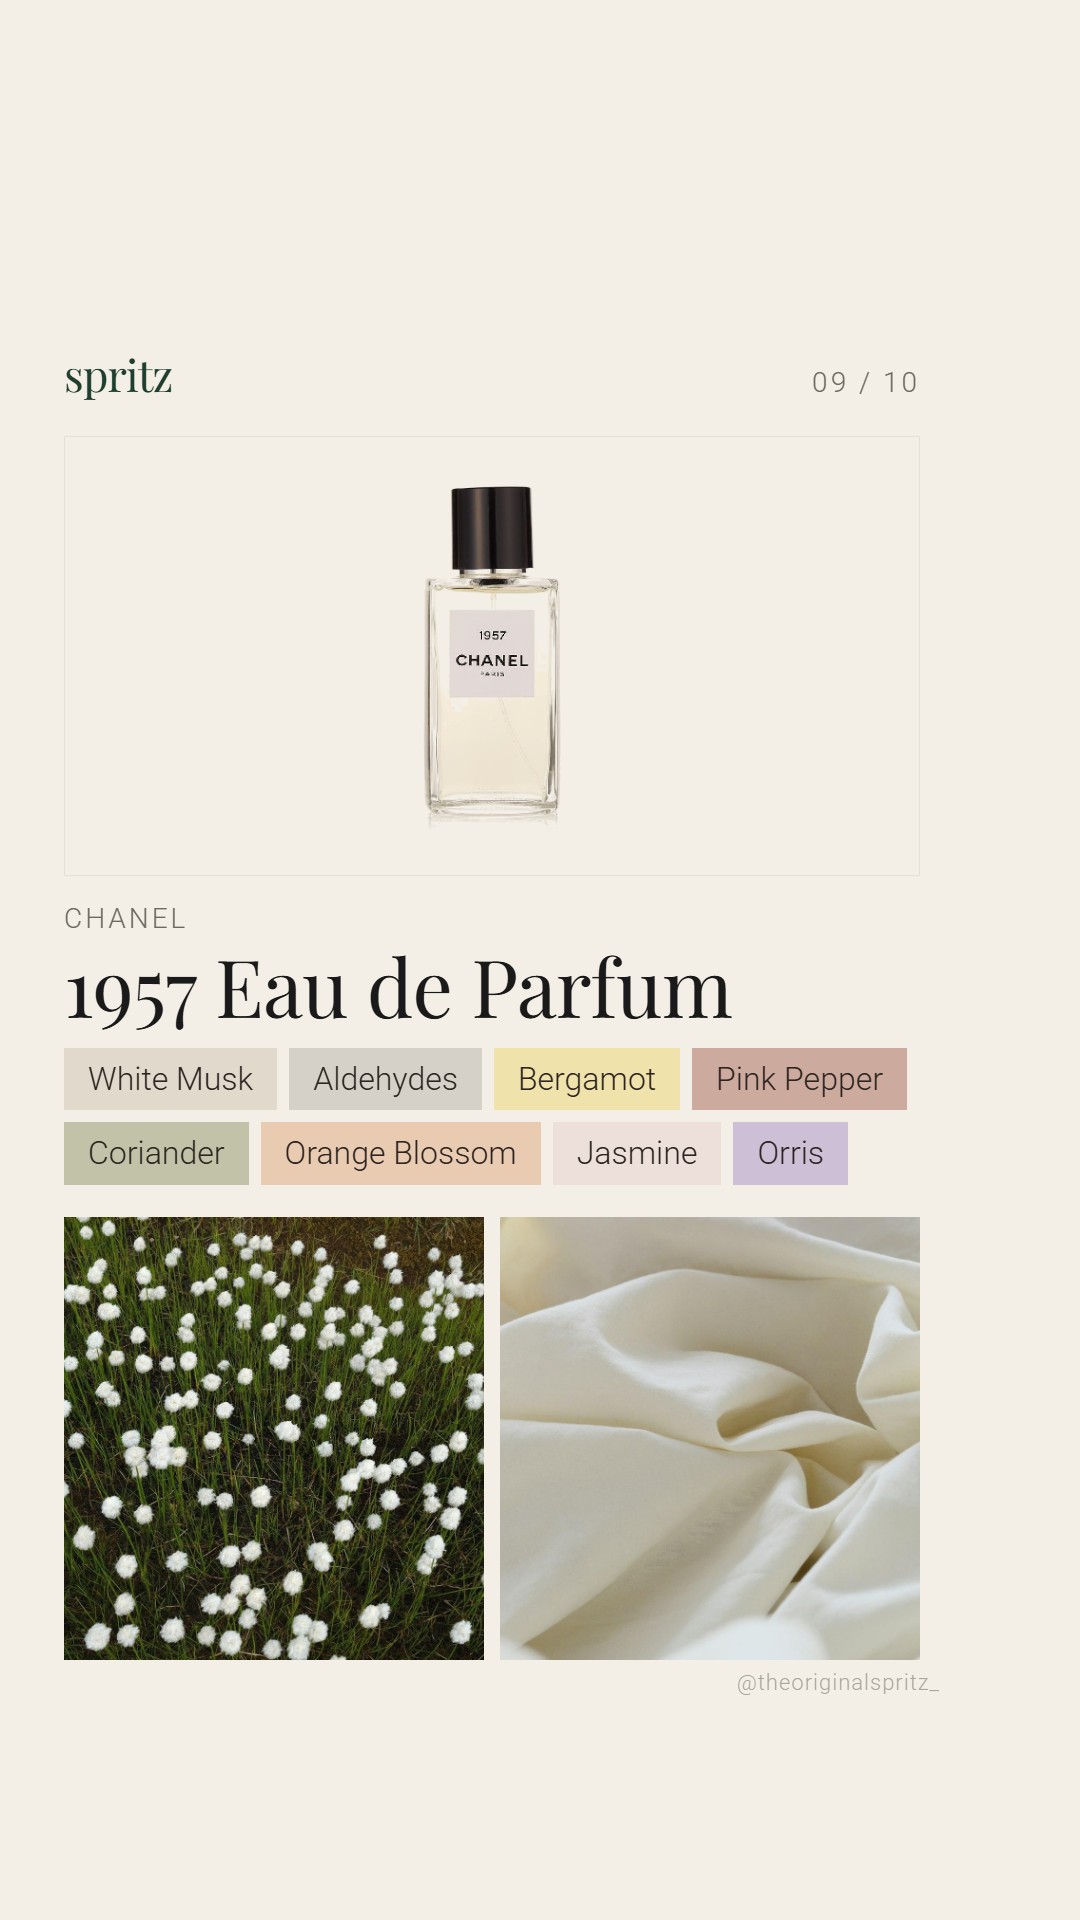 spritz
09 / 10
1957
CHANEL
PARIS
CHANEL
1957 Eau de Parfum
White Musk Aldehydes Bergamot Pink Pepper
Coriander Orange Blossom Jasmine Orris
@theoriginalspritz_